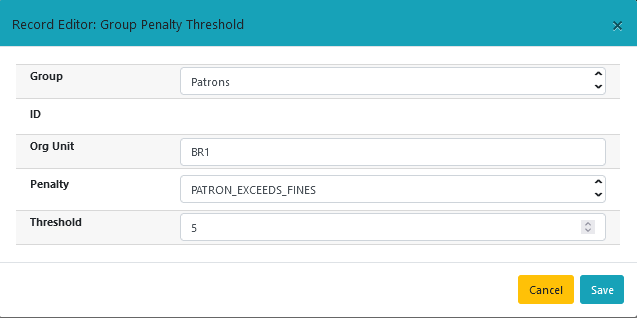 Record Editor: Group Penalty Threshold
Group
Patrons
ID
Org Unit
BR1
Penalty
PATRON_EXCEEDS_FINES
Threshold
5
Cancel
Save